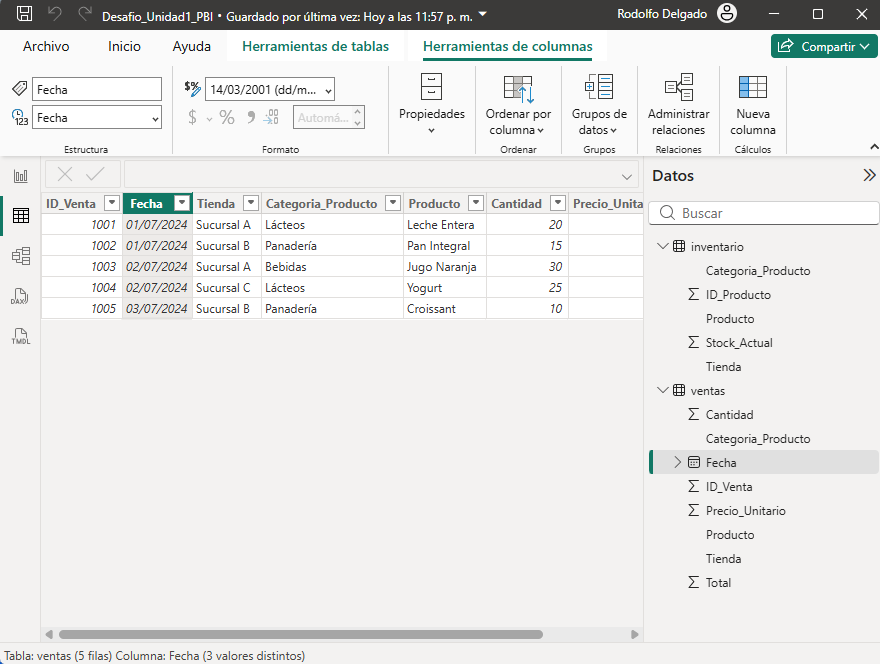 Desafio_Unidad1_PBI • Guardado por última vez: Hoy a las 11:57 p. m.
Rodolfo Delgado
Archivo Inicio Ayuda Herramientas de tablas Herramientas de columnas
Compartir
Fecha
Fecha
Estructura
14/03/2001 (dd/m...
$ % 9 Automá...
Formato
Propiedades
Ordenar por
columna
Ordenar
Grupos de
datos
Grupos
Administrar
relaciones
Relaciones
Nueva
columna
Cálculos
ID_Venta Fecha Tienda Categoria_Producto Producto Cantidad Precio_Unita
1001 01/07/2024 Sucursal A Lácteos Leche Entera 20
1002 01/07/2024 Sucursal B Panadería Pan Integral 15
1003 02/07/2024 Sucursal A Bebidas Jugo Naranja 30
1004 02/07/2024 Sucursal C Lácteos Yogurt 25
1005 03/07/2024 Sucursal B Panadería Croissant 10
DAX
TMDL
Datos
Buscar
inventario
Categoria_Producto
ID_Producto
Producto
Stock_Actual
Tienda
ventas
Cantidad
Categoria_Producto
Fecha
ID_Venta
Precio_Unitario
Producto
Tienda
Total
Tabla: ventas (5 filas) Columna: Fecha (3 valores distintos)